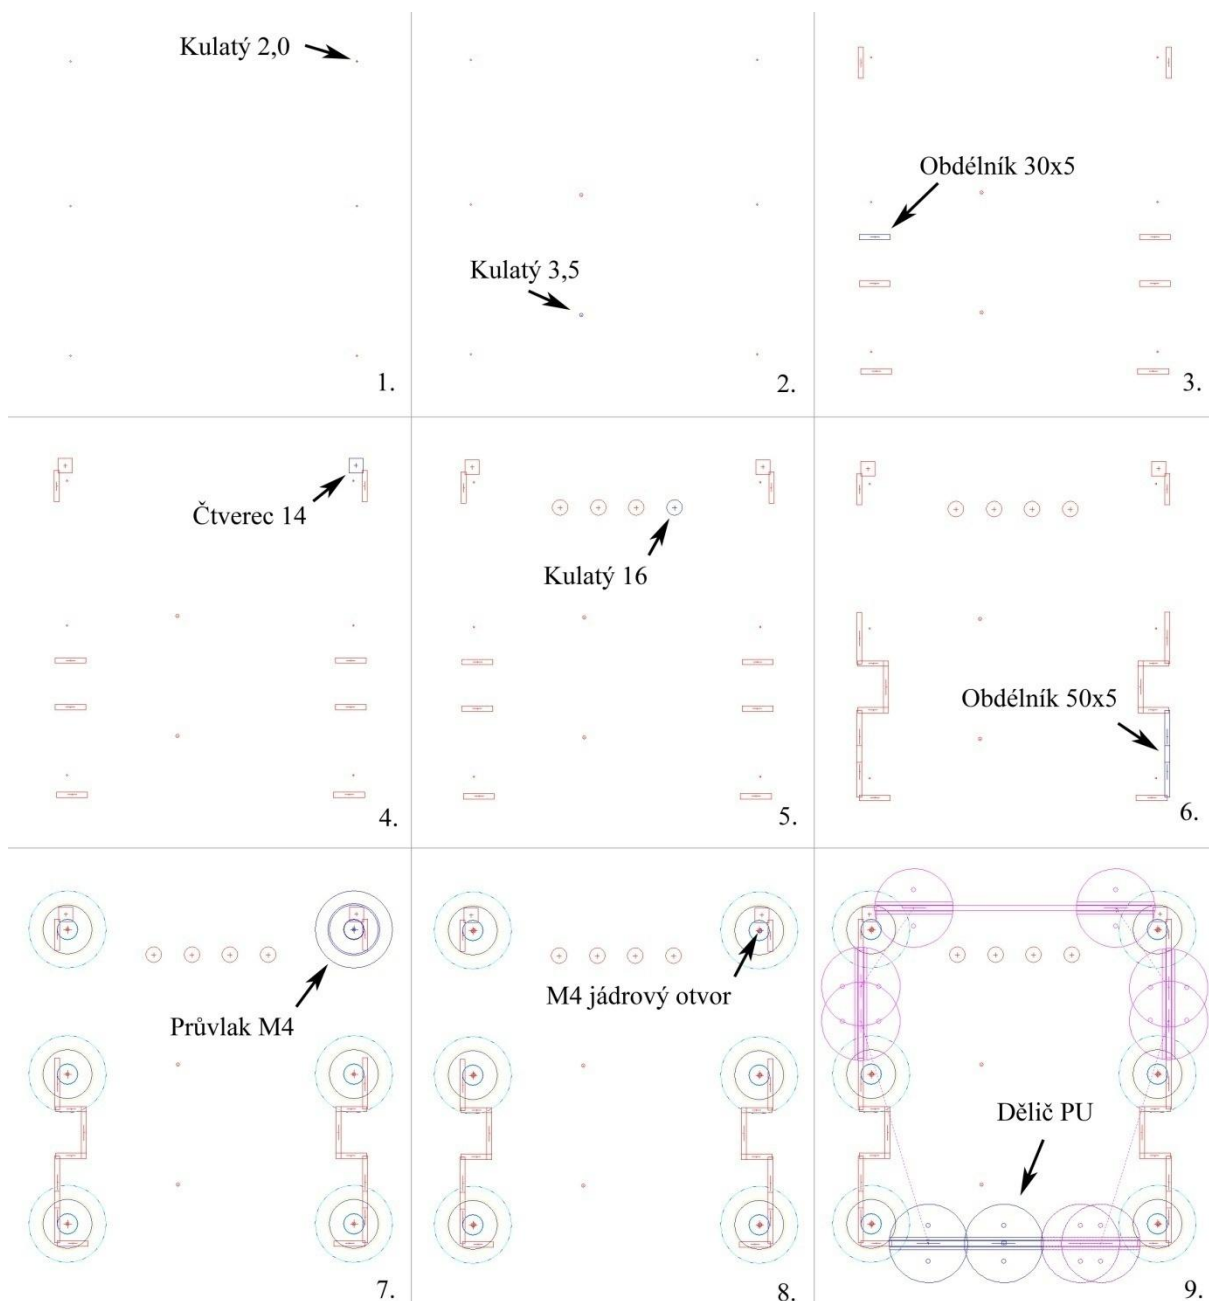 Kulatý 2,0
1.
Kulatý 3,5
2.
Obdélník 30x5
3.
Čtverec 14
4.
Kulatý 16
5.
Obdélník 50x5
6.
Průvlak M4
7.
M4 jádrový otvor
8.
Dělič PU
9.